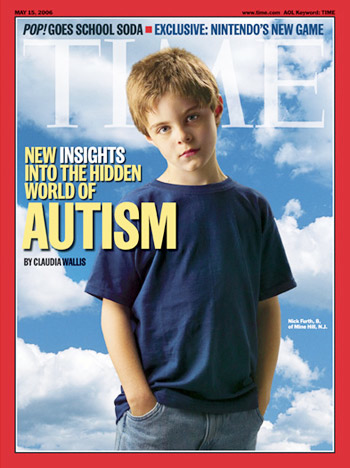 MAY 15, 2006
www.time.com AOL Keyword: TIME
POP! GOES SCHOOL SODA ■ EXCLUSIVE: NINTENDO'S NEW GAME
TIME
NEW INSIGHTS
INTO THE HIDDEN
WORLD OF
AUTISM
BY CLAUDIA WALLIS
Nick Furth, 8,
of Mine Hill, N.J.